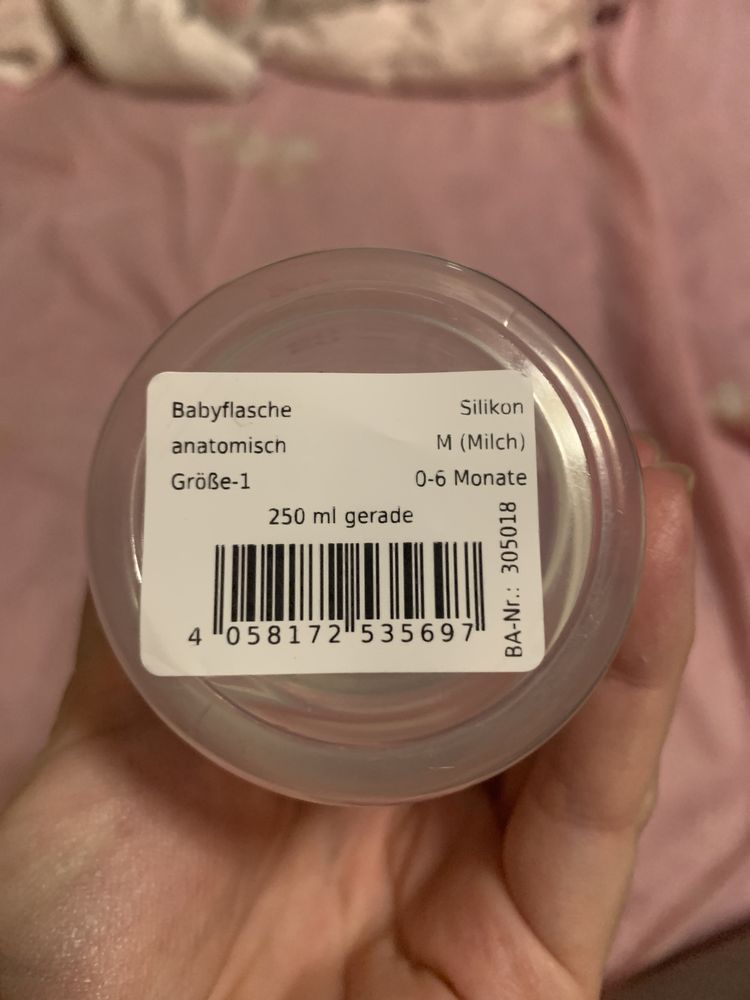 Babyflasche Silikon
anatomisch M (Milch)
Größe-1 0-6 Monate
250 ml gerade
4 058172 535697
BA-Nr.: 305018